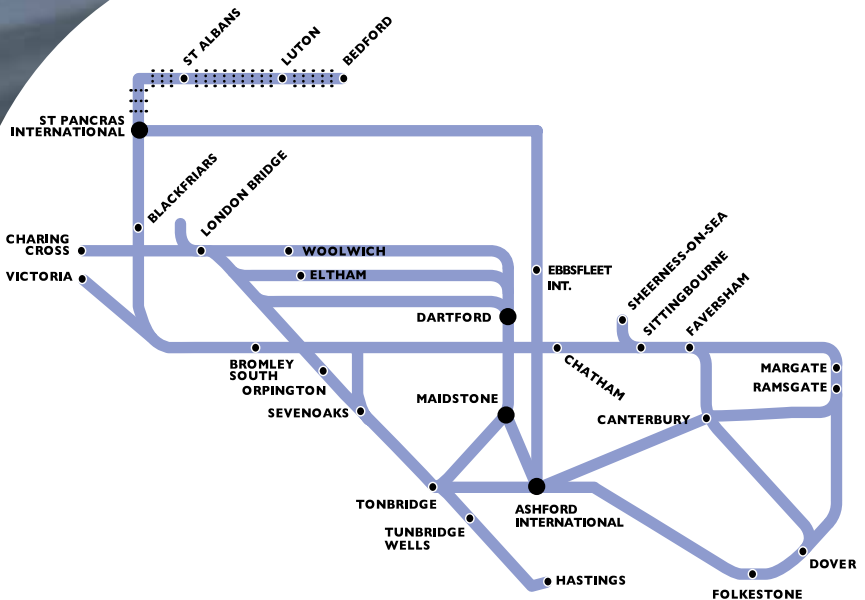 ST ALBANS
LUTON
BEDFORD
ST PANCRAS
INTERNATIONAL
BLACKFRIARS
LONDON BRIDGE
CHARING
CROSS
WOOLWICH
VICTORIA
ELTHAM
EBBSFLEET
INT.
SHEERNESS-ON-SEA
SITTINGBOURNE
FAVERSHAM
DARTFORD
BROMLEY
SOUTH
ORPINGTON
CHATHAM
MARGATE
RAMSGATE
SEVENOAKS
MAIDSTONE
CANTERBURY
TONBRIDGE
ASHFORD
INTERNATIONAL
TUNBRIDGE
WELLS
HASTINGS
DOVER
FOLKESTONE